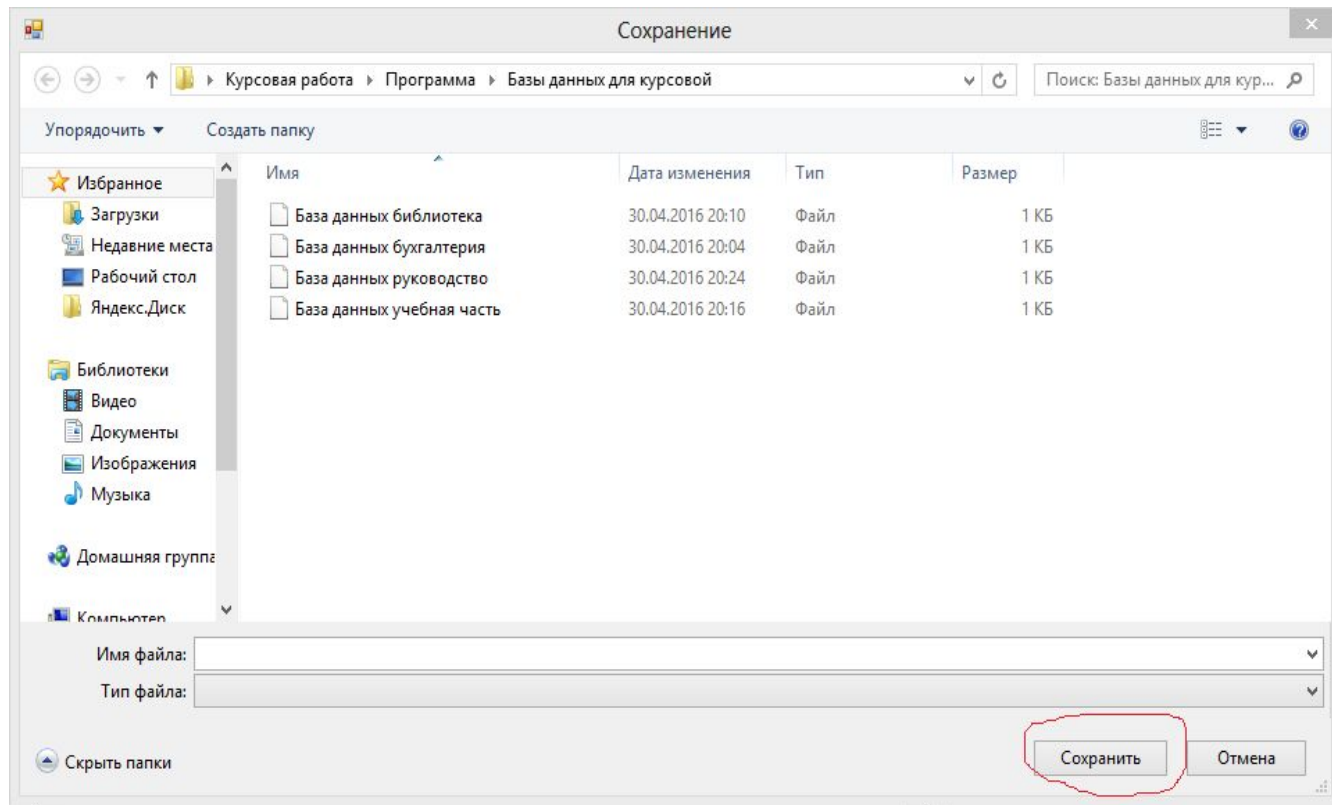 Сохранение
Курсовая работа Программа Базы данных для курсовой
Поиск: Базы данных для кур...
Упорядочить Создать папку
Избранное
Загрузки
Недавние места
Рабочий стол
Яндекс.Диск
Библиотеки
Видео
Документы
Изображения
Музыка
Домашняя группа
Компьютер
Имя Дата изменения Тип Размер
База данных библиотека 30.04.2016 20:10 Файл 1 КБ
База данных бухгалтерия 30.04.2016 20:04 Файл 1 КБ
База данных руководство 30.04.2016 20:24 Файл 1 КБ
База данных учебная часть 30.04.2016 20:16 Файл 1 КБ
Имя файла:
Тип файла:
Скрыть папки
Сохранить Отмена